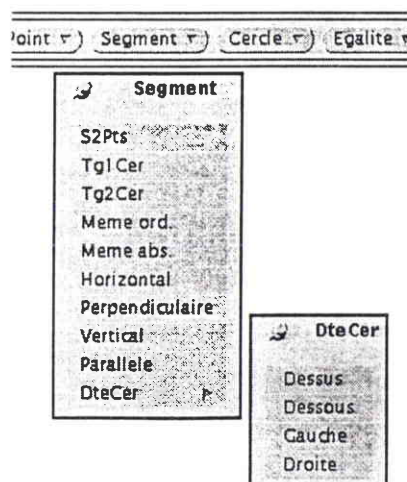 Point Segment Cercle Egalite
Segment
S2Pts
Tg1Cer
Tg2Cer
Meme ord.
Meme abs.
Horizontal
Perpendiculaire
Vertical
Parallele
DteCer
DteCer
Dessus
Dessous
Gauche
Droite